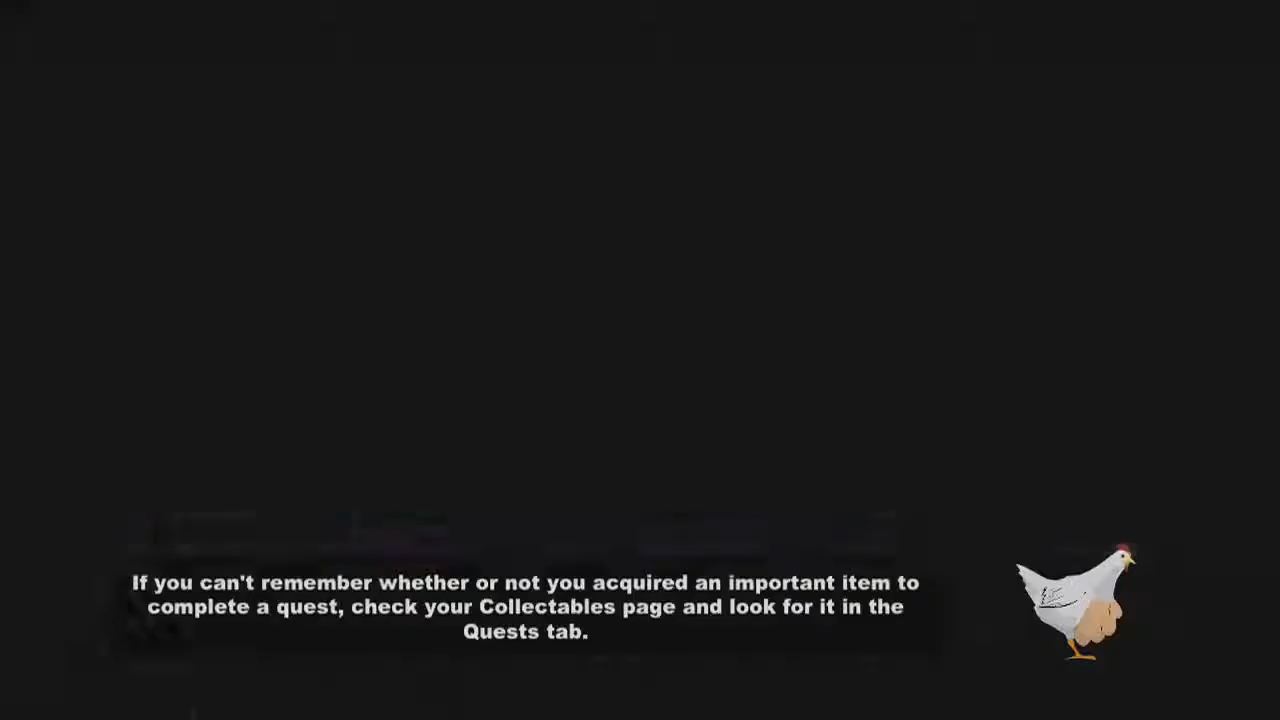 If you can't remember whether or not you acquired an important item to
complete a quest, check your Collectables page and look for it in the
Quests tab.